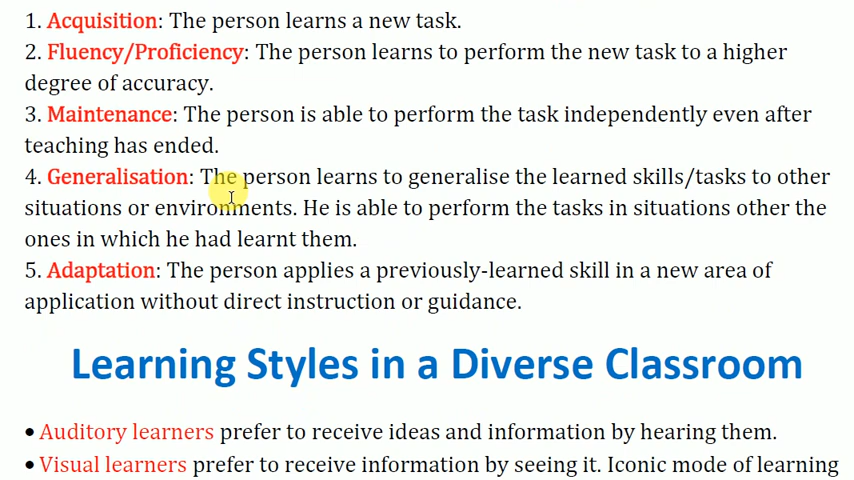 1. Acquisition: The person learns a new task.
2. Fluency/Proficiency: The person learns to perform the new task to a higher
degree of accuracy.
3. Maintenance: The person is able to perform the task independently even after
teaching has ended.
4. Generalisation: The person learns to generalise the learned skills/tasks to other
situations or environments. He is able to perform the tasks in situations other the
ones in which he had learnt them.
5. Adaptation: The person applies a previously-learned skill in a new area of
application without direct instruction or guidance.
Learning Styles in a Diverse Classroom
• Auditory learners prefer to receive ideas and information by hearing them.
• Visual learners prefer to receive information by seeing it. Iconic mode of learning